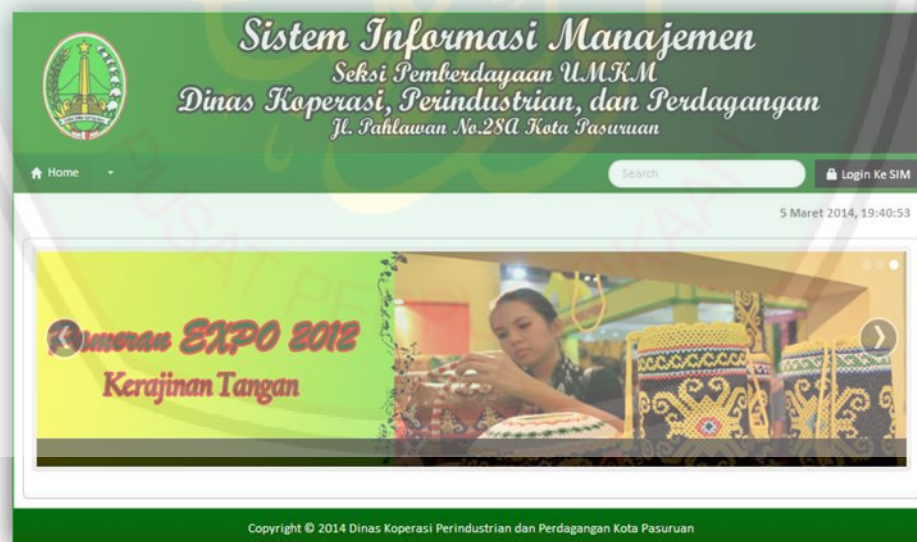 Sistem Informasi Manajemen
Seksi Pemberdayaan UMKM
Dinas Koperasi, Perindustrian, dan Perdagangan
Jl. Pahlawan No.28A Kota Pasuruan
Home
Search
Login Ke SIM
5 Maret 2014, 19:40:53
EXPO 2012
Kerajinan Tangan
Copyright © 2014 Dinas Koperasi Perindustrian dan Perdagangan Kota Pasuruan